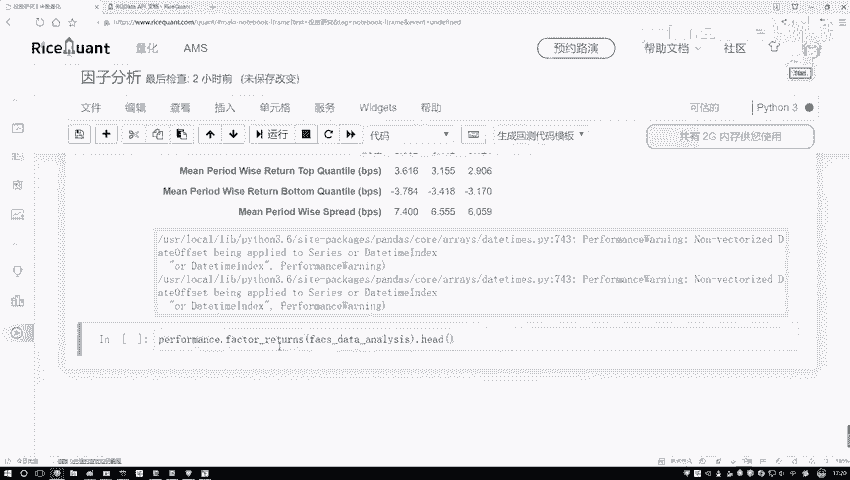 RQData API 文档 - RiceQuant
RiceQuant 量化 AMS 预约路演 帮助文档 社区
因子分析 最后检查: 2 小时前 (未保存改变)
文件 编辑 查看 插入 单元格 服务 Widgets 帮助 可信的 Python 3
运行 代码 生成回测代码模板 共有 2G 内存供您使用
Mean Period Wise Return Top Quantile (bps) 3.616 3.155 2.906
Mean Period Wise Return Bottom Quantile (bps) -3.784 -3.418 -3.170
Mean Period Wise Spread (bps) 7.400 6.555 6.059
/usr/local/lib/python3.6/site-packages/pandas/core/arrays/datetimes.py:743: PerformanceWarning: Non-vectorized D
ateOffset being applied to Series or DatetimeIndex
"or DatetimeIndex", PerformanceWarning)
/usr/local/lib/python3.6/site-packages/pandas/core/arrays/datetimes.py:743: PerformanceWarning: Non-vectorized D
ateOffset being applied to Series or DatetimeIndex
"or DatetimeIndex", PerformanceWarning)
In [ ]: performance.factor_returns(facs_data_analysis).head()